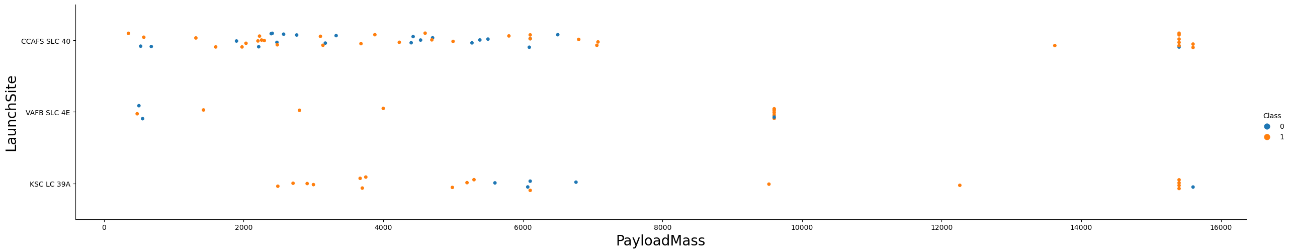 CCAFS SLC 40
VAFB SLC 4E
KSC LC 39A
LaunchSite
0 2000 4000 6000 8000 10000 12000 14000 16000
PayloadMass
Class
0
1